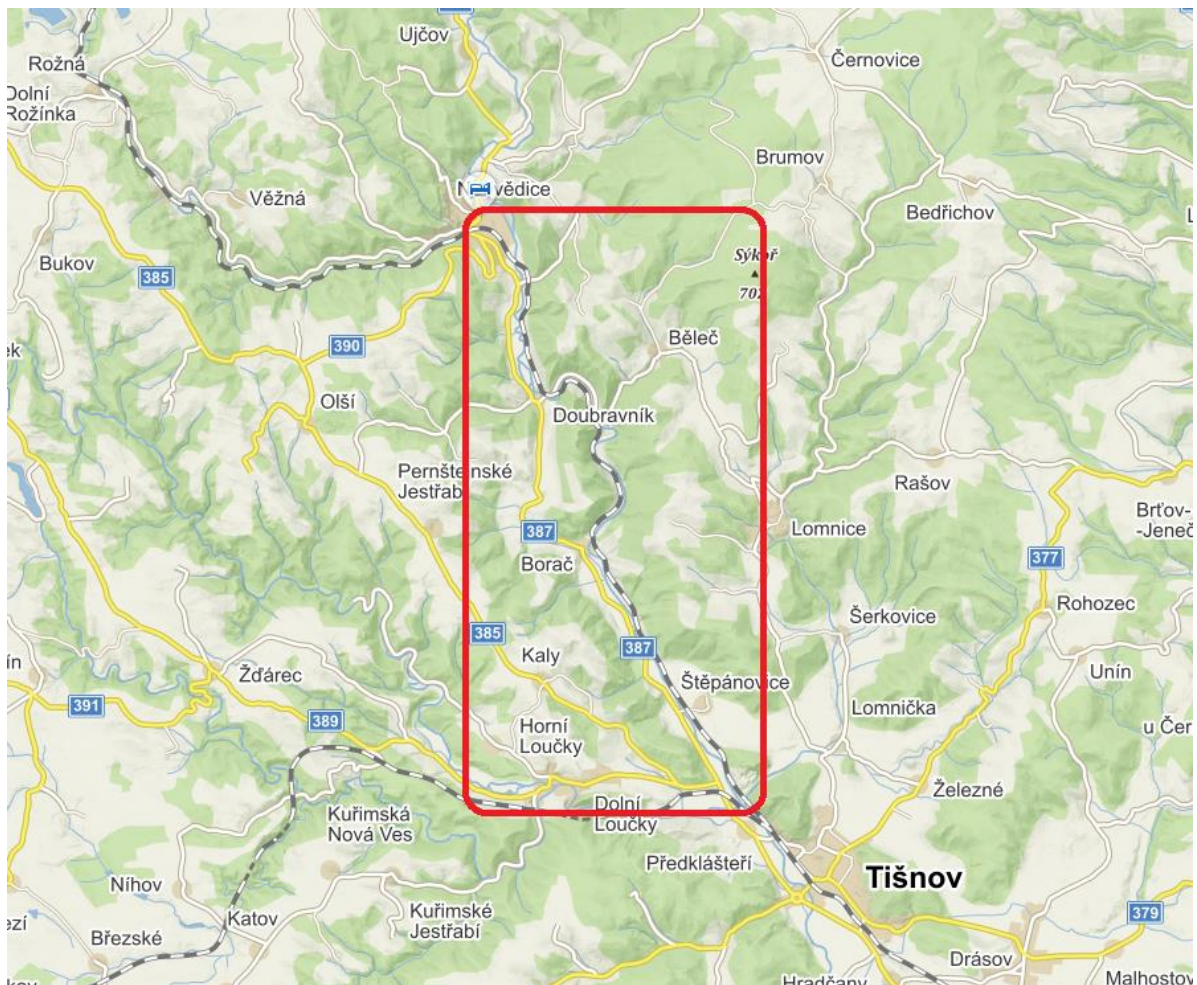 Ujčov
Rožná
Černovice
Dolní
Rožínka
Brumov
Věžná
Bedřichov
Bukov
385
Sýkoř
702
390
Běleč
Olší
Doubravník
Pernštejnské
Jestřabí
Rašov
387
Lomnice
Brťov-
-Jeneč
Borač
377
Rohozec
385
Šerkovice
387
Kaly
Žďárec
Štěpánovice
Unín
391
389
Lomnička
Horní
Loučky
u Čer
Železné
Dolní
Loučky
Kuřimská
Nová Ves
Předklášteří
Tišnov
Níhov
Katov
Kuřimské
Jestřabí
379
Březské
Drásov
Hradčany
Malhostov